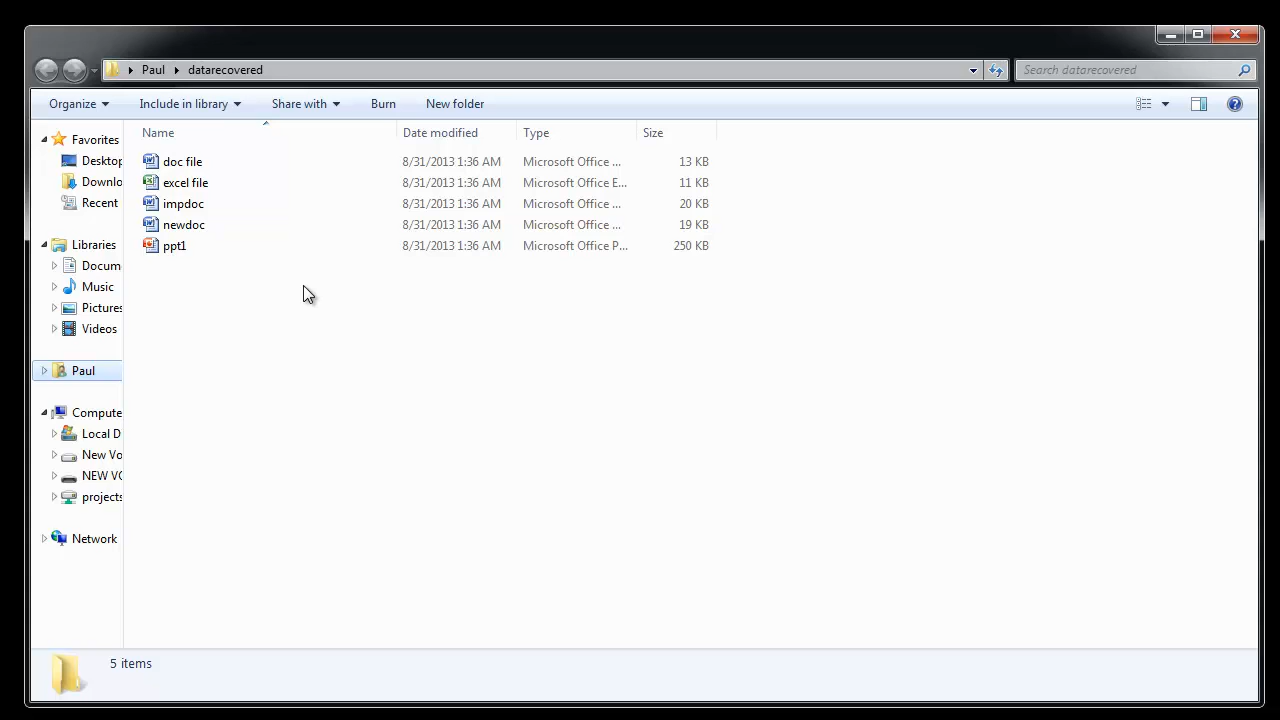 Paul datarecovered
Search datarecovered
Organize Include in library Share with Burn New folder
Name Date modified Type Size
doc file 8/31/2013 1:36 AM Microsoft Office ... 13 KB
excel file 8/31/2013 1:36 AM Microsoft Office E... 11 KB
impdoc 8/31/2013 1:36 AM Microsoft Office ... 20 KB
newdoc 8/31/2013 1:36 AM Microsoft Office ... 19 KB
ppt1 8/31/2013 1:36 AM Microsoft Office P... 250 KB
Favorites
Desktop
Downlo
Recent
Libraries
Docum
Music
Pictures
Videos
Paul
Compute
Local D
New Vo
NEW VO
projects
Network
5 items